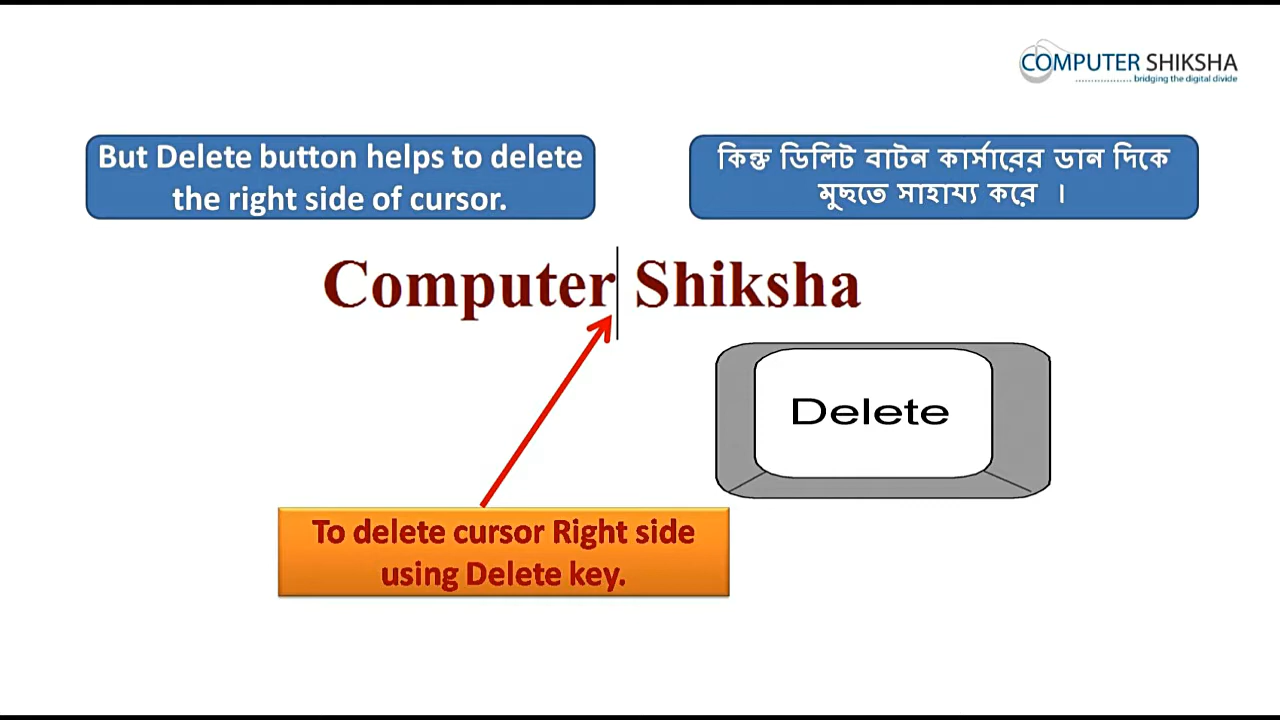 COMPUTER SHIKSHA
bridging the digital divide
But Delete button helps to delete
the right side of cursor.
কিন্তু ডিলিট বাটন কার্সারের ডান দিকে
মুছতে সাহায্য করে ।
Computer Shiksha
Delete
To delete cursor Right side
using Delete key.